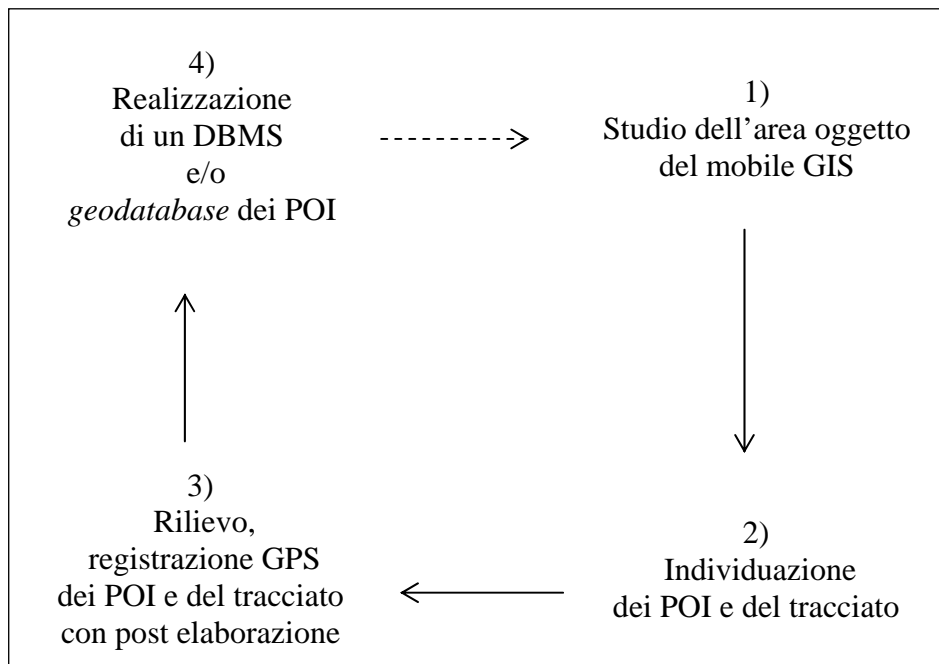 4)
Realizzazione
di un DBMS
e/o
geodatabase dei POI
1)
Studio dell’area oggetto
del mobile GIS
3)
Rilievo,
registrazione GPS
dei POI e del tracciato
con post elaborazione
2)
Individuazione
dei POI e del tracciato